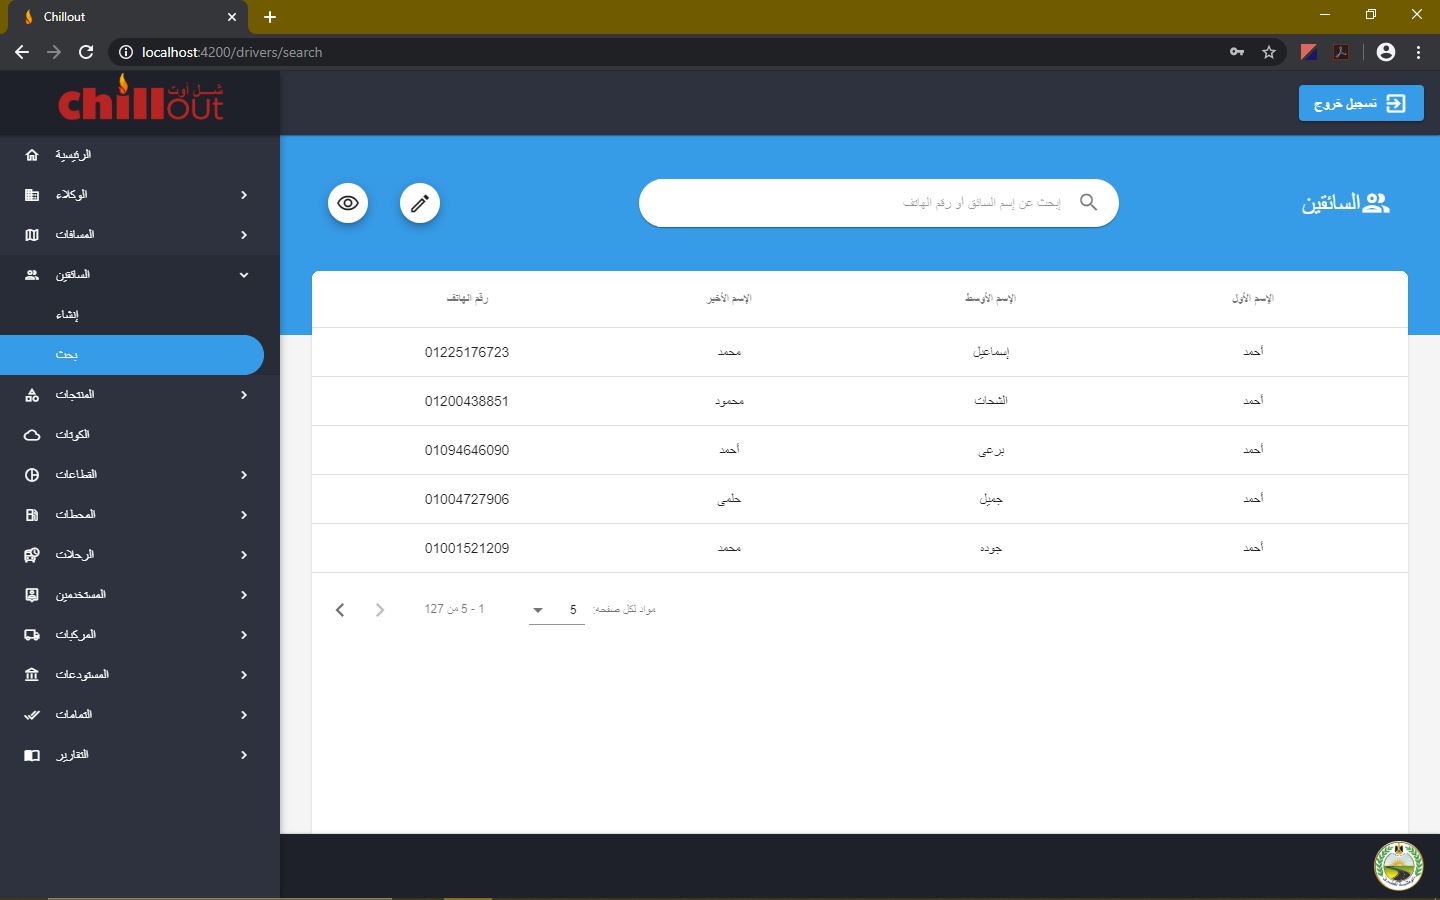 Chillout
localhost:4200/drivers/search
chillout
شـل أوت
تسجيل خروج
الرئيسية
الوكلاء
المسافات
السائقين
إنشاء
بحث
المنتجات
الكوتات
القطاعات
المحطات
الرحلات
المستخدمين
المركبات
المستودعات
التمامات
التقارير
السائقين
إبحث عن إسم السائق أو رقم الهاتف
الإسم الأول الإسم الأوسط الإسم الأخير رقم الهاتف
أحمد إسماعيل محمد 01225176723
أحمد الشحات محمود 01200438851
أحمد برعى أحمد 01094646090
أحمد جميل حلمى 01004727906
أحمد جوده محمد 01001521209
مواد لكل صفحه: 5 1 - 5 من 127